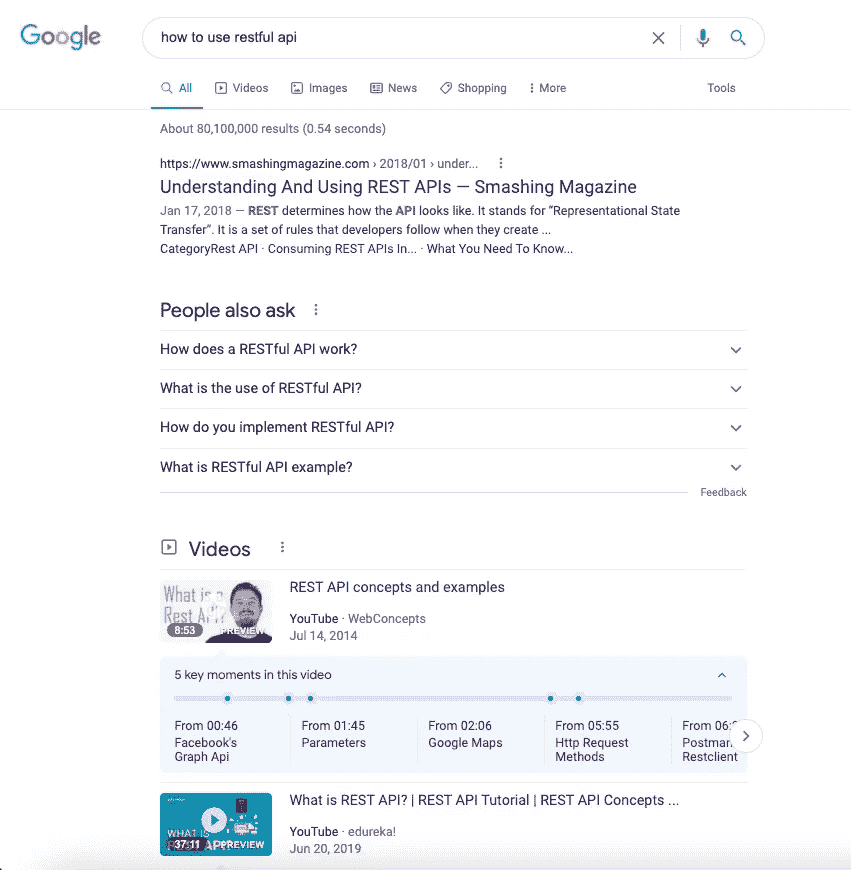 Google
how to use restful api
All Videos Images News Shopping More Tools
About 80,100,000 results (0.54 seconds)
https://www.smashingmagazine.com › 2018/01 › under...
Understanding And Using REST APIs — Smashing Magazine
Jan 17, 2018 — REST determines how the API looks like. It stands for “Representational State
Transfer”. It is a set of rules that developers follow when they create ...
CategoryRest API · Consuming REST APIs In... · What You Need To Know...
People also ask
How does a RESTful API work?
What is the use of RESTful API?
How do you implement RESTful API?
What is RESTful API example?
Feedback
Videos
What is a
Rest API?
8:53 PREVIEW
REST API concepts and examples
YouTube · WebConcepts
Jul 14, 2014
5 key moments in this video
From 00:46
Facebook's
Graph Api
From 01:45
Parameters
From 02:06
Google Maps
From 05:55
Http Request
Methods
From
Restclient
WHAT IS
37:11 PREVIEW
What is REST API? | REST API Tutorial | REST API Concepts ...
YouTube · edureka!
Jun 20, 2019